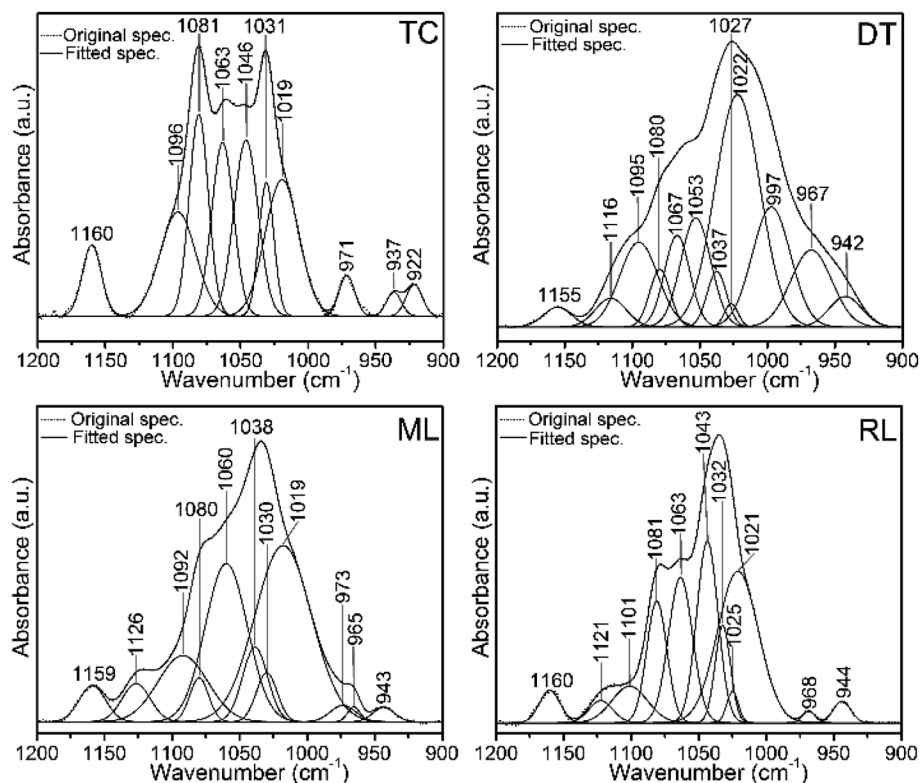 Original spec.
Fitted spec.
TC
1081
1031
1063
1046
1019
1096
1160
971
937
922
Absorbance (a.u.)
1200 1150 1100 1050 1000 950 900
Wavenumber (cm⁻¹)
Original spec.
Fitted spec.
DT
1027
1022
1080
1095
1116
1067
1053
1037
997
967
942
1155
Absorbance (a.u.)
1200 1150 1100 1050 1000 950 900
Wavenumber (cm⁻¹)
Original spec.
Fitted spec.
ML
1038
1060
1080
1030
1019
1092
1126
1159
973
965
943
Absorbance (a.u.)
1200 1150 1100 1050 1000 950 900
Wavenumber (cm⁻¹)
Original spec.
Fitted spec.
RL
1043
1032
1063
1081
1021
1025
1101
1121
1160
968
944
Absorbance (a.u.)
1200 1150 1100 1050 1000 950 900
Wavenumber (cm⁻¹)